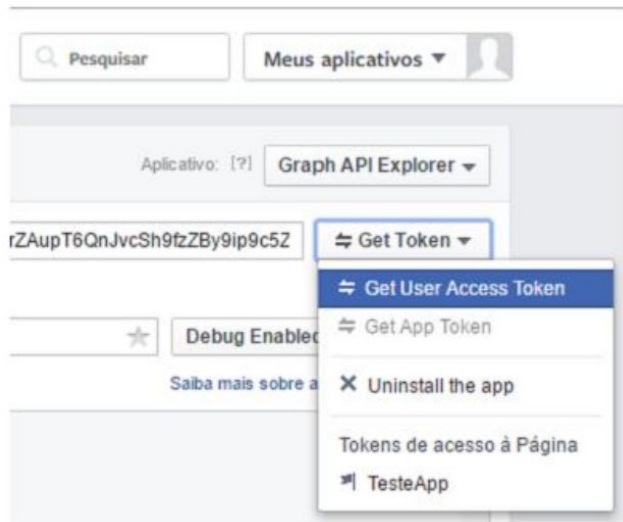 Pesquisar
Meus aplicativos
Aplicativo: [?]
Graph API Explorer
rZAupT6QnJvcSh9fzZBy9ip9c5Z
Get Token
Get User Access Token
Get App Token
Debug Enabled
Saiba mais sobre a
Uninstall the app
Tokens de acesso à Página
TesteApp